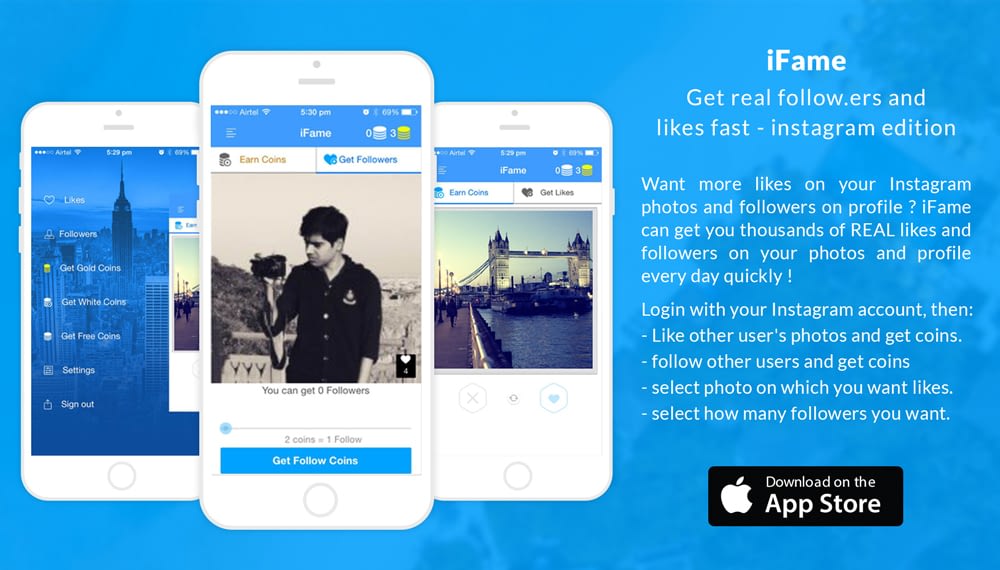 ●●●○○ Airtel 5:29 pm 69%
Likes
Followers
Get Gold Coins
Get White Coins
Get Free Coins
Settings
Sign out
Earn
●●●○○ Airtel 5:30 pm 69%
iFame 0 3
Earn Coins Get Followers
4
You can get 0 Followers
2 coins = 1 Follow
Get Follow Coins
●●●○○ Airtel 5:29 pm 69%
iFame 0 3
Earn Coins Get Likes
iFame
Get real follow.ers and
likes fast - instagram edition
Want more likes on your Instagram
photos and followers on profile ? iFame
can get you thousands of REAL likes and
followers on your photos and profile
every day quickly !
Login with your Instagram account, then:
- Like other user's photos and get coins.
- follow other users and get coins
- select photo on which you want likes.
- select how many followers you want.
Download on the
App Store